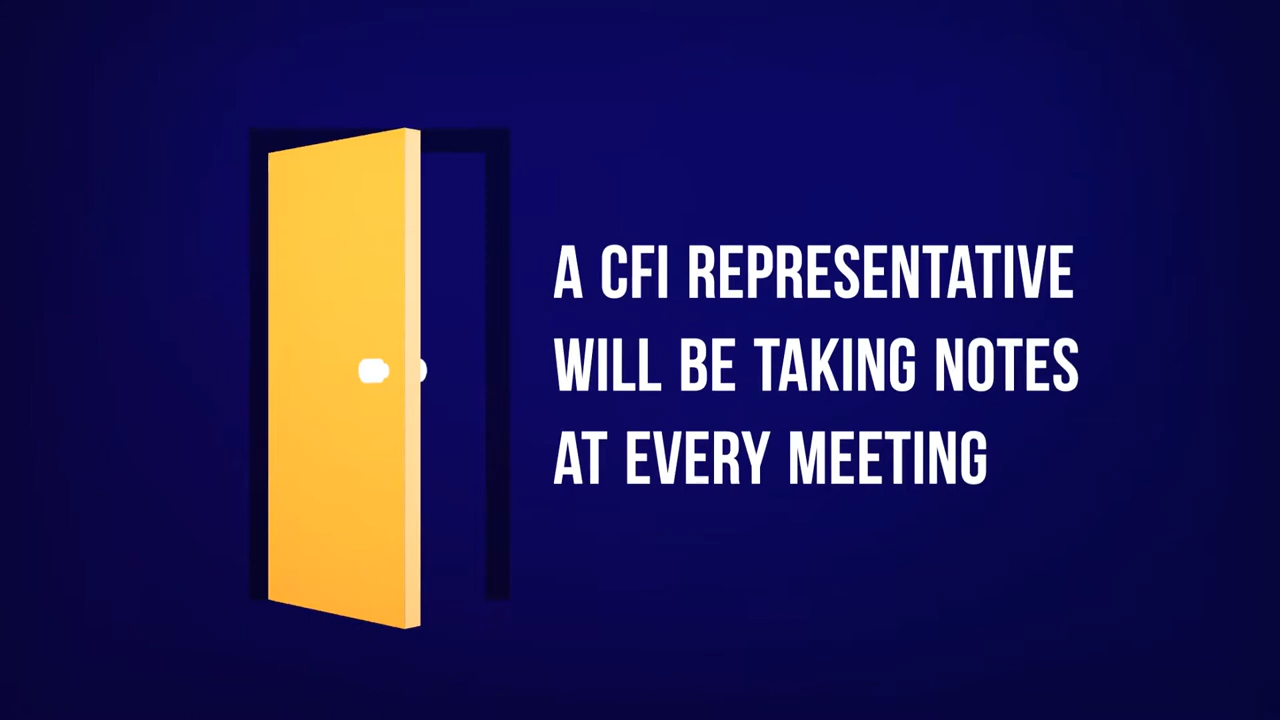 A CFI REPRESENTATIVE
WILL BE TAKING NOTES
AT EVERY MEETING